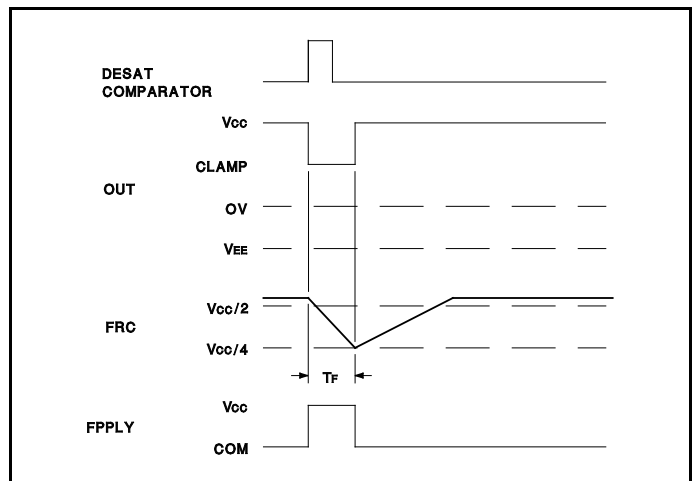 DESAT
COMPARATOR
Vcc
CLAMP
OUT
OV
VEE
Vcc/2
FRC
Vcc/4
TF
Vcc
FPPLY
COM